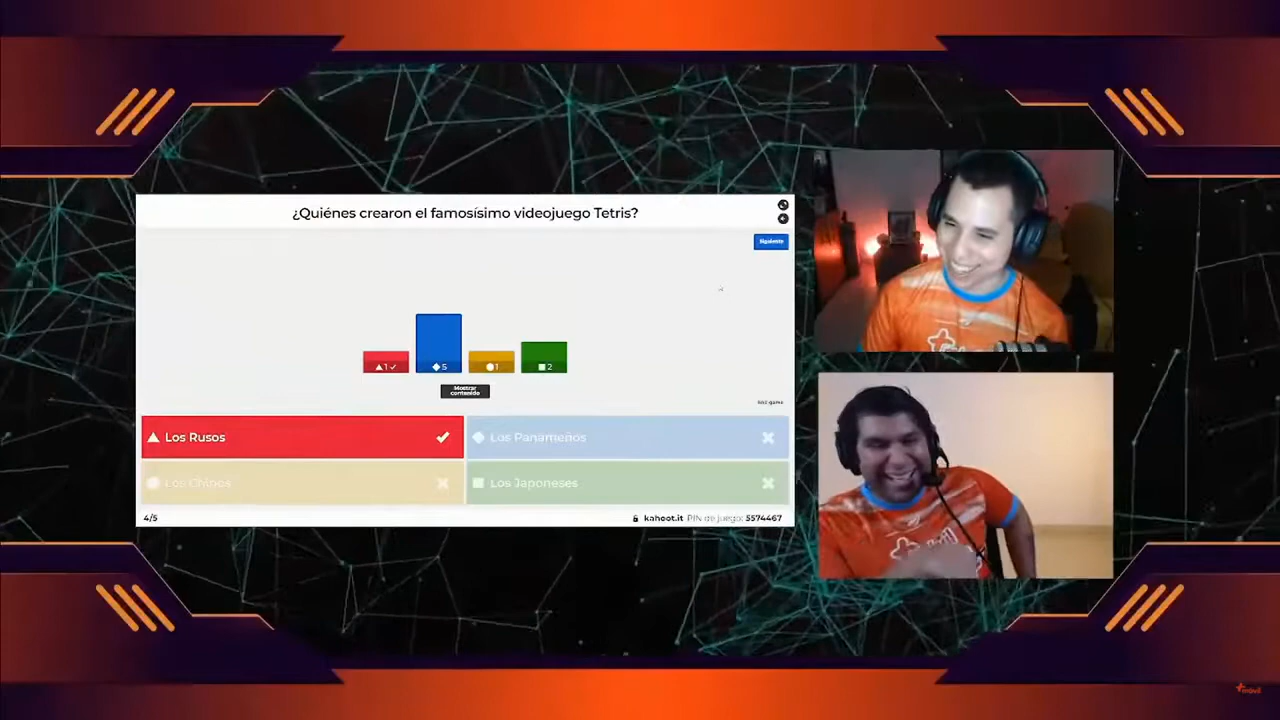 ¿Quiénes crearon el famosísimo videojuego Tetris?
Siguiente
1
5
1
2
Mostrar
contenido
Los Rusos
Los Panameños
Los Chinos
Los Japoneses
4/5
kahoot.it PIN de juego: 5574467
móvil